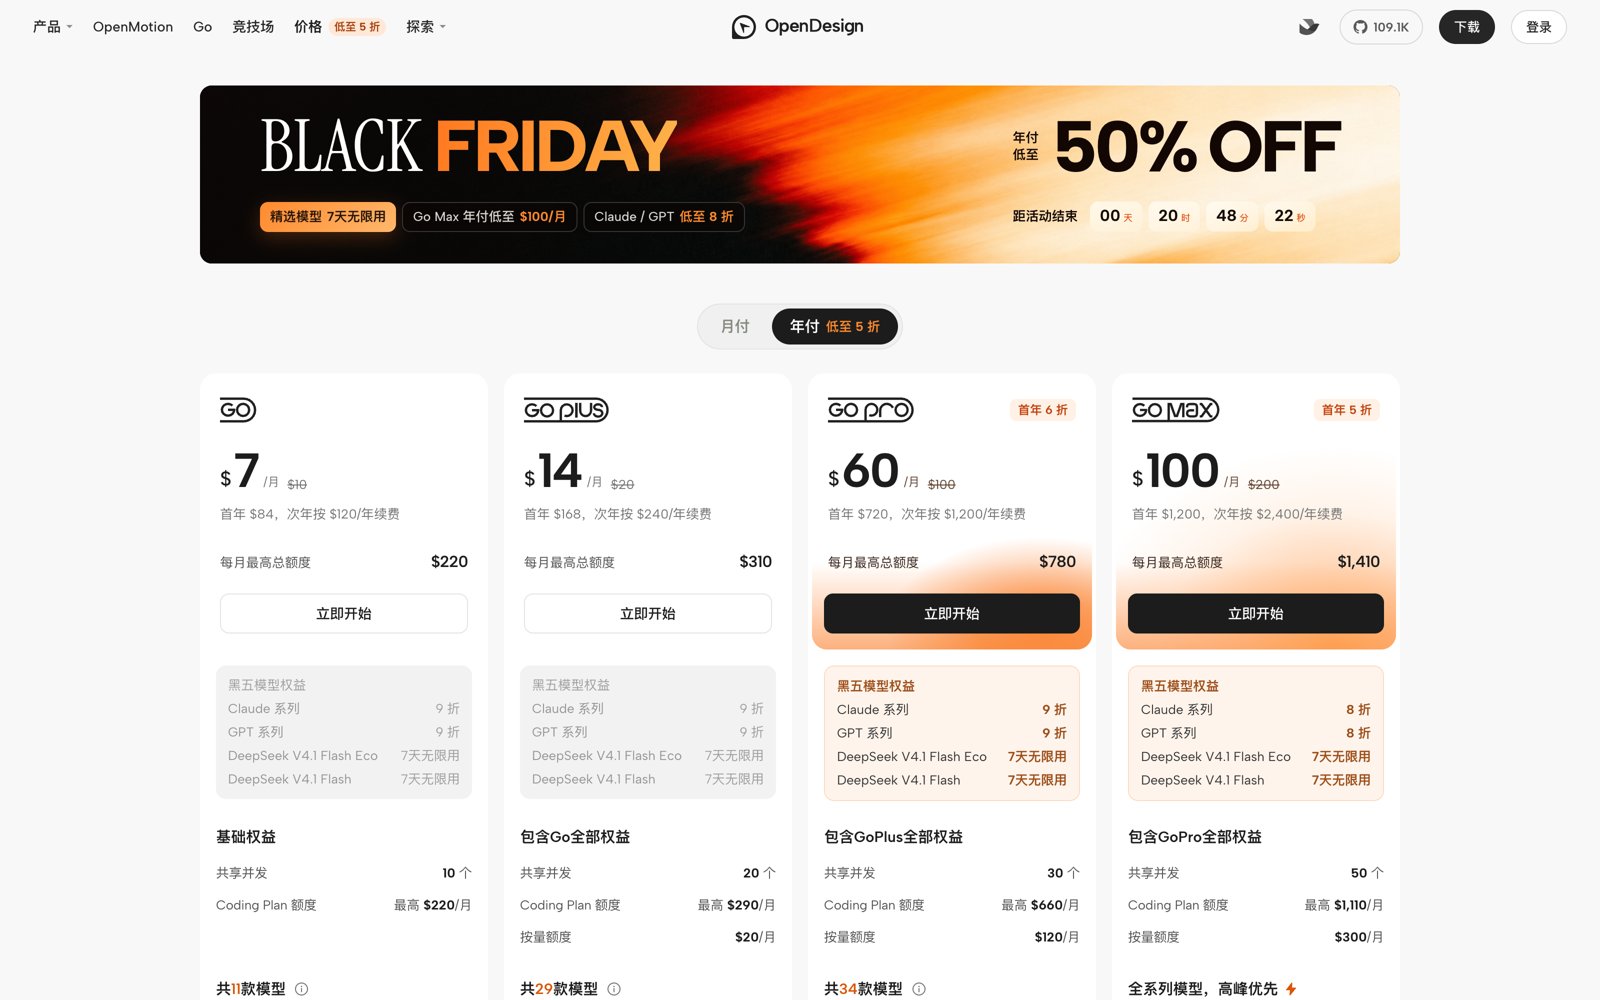 产品
OpenMotion
Go
竞技场
价格 低至 5 折
探索
OpenDesign
109.1K
下载
登录
BLACK FRIDAY
年付低至
50% OFF
精选模型 7天无限用
Go Max 年付低至 $100/月
Claude / GPT 低至 8 折
距活动结束 00 天 20 时 48 分 22 秒
月付
年付 低至 5 折
GO
$7/月 $10
首年 $84，次年按 $120/年续费
每月最高总额度 $220
立即开始
黑五模型权益
Claude 系列 9 折
GPT 系列 9 折
DeepSeek V4.1 Flash Eco 7天无限用
DeepSeek V4.1 Flash 7天无限用
基础权益
共享并发 10 个
Coding Plan 额度 最高 $220/月
共11款模型
GO PLUS
$14/月 $20
首年 $168，次年按 $240/年续费
每月最高总额度 $310
立即开始
黑五模型权益
Claude 系列 9 折
GPT 系列 9 折
DeepSeek V4.1 Flash Eco 7天无限用
DeepSeek V4.1 Flash 7天无限用
包含Go全部权益
共享并发 20 个
Coding Plan 额度 最高 $290/月
按量额度 $20/月
共29款模型
GO PRO
首年 6 折
$60/月 $100
首年 $720，次年按 $1,200/年续费
每月最高总额度 $780
立即开始
黑五模型权益
Claude 系列 9 折
GPT 系列 9 折
DeepSeek V4.1 Flash Eco 7天无限用
DeepSeek V4.1 Flash 7天无限用
包含GoPlus全部权益
共享并发 30 个
Coding Plan 额度 最高 $660/月
按量额度 $120/月
共34款模型
GO MAX
首年 5 折
$100/月 $200
首年 $1,200，次年按 $2,400/年续费
每月最高总额度 $1,410
立即开始
黑五模型权益
Claude 系列 8 折
GPT 系列 8 折
DeepSeek V4.1 Flash Eco 7天无限用
DeepSeek V4.1 Flash 7天无限用
包含GoPro全部权益
共享并发 50 个
Coding Plan 额度 最高 $1,110/月
按量额度 $300/月
全系列模型，高峰优先